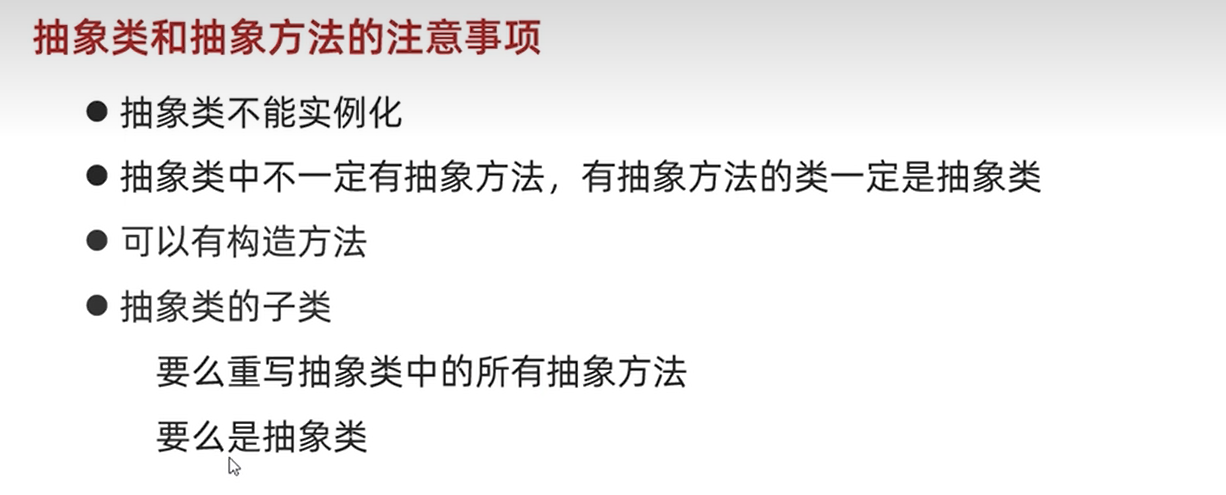 抽象类和抽象方法的注意事项
● 抽象类不能实例化
● 抽象类中不一定有抽象方法，有抽象方法的类一定是抽象类
● 可以有构造方法
● 抽象类的子类
要么重写抽象类中的所有抽象方法
要么是抽象类